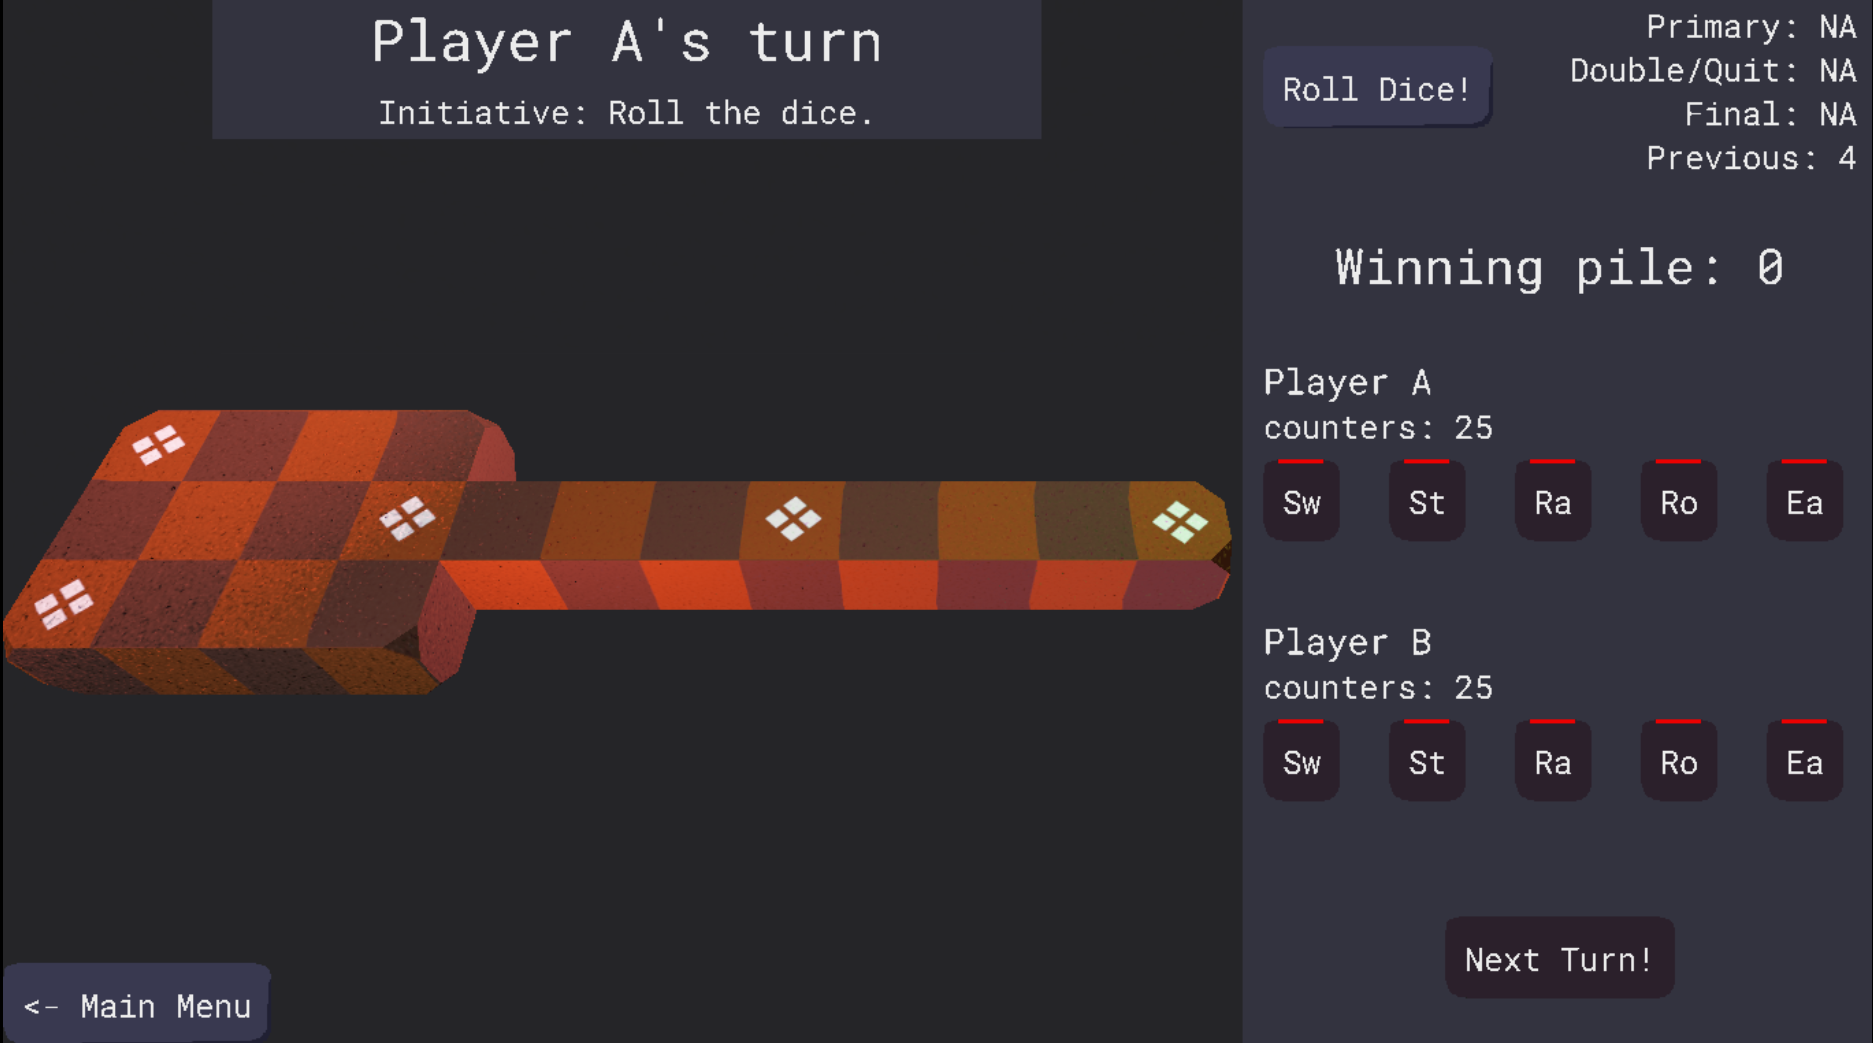 Player A's turn
Initiative: Roll the dice.
Roll Dice!
Primary: NA
Double/Quit: NA
Final: NA
Previous: 4
Winning pile: 0
Player A
counters: 25
Sw St Ra Ro Ea
Player B
counters: 25
Sw St Ra Ro Ea
Next Turn!
<- Main Menu